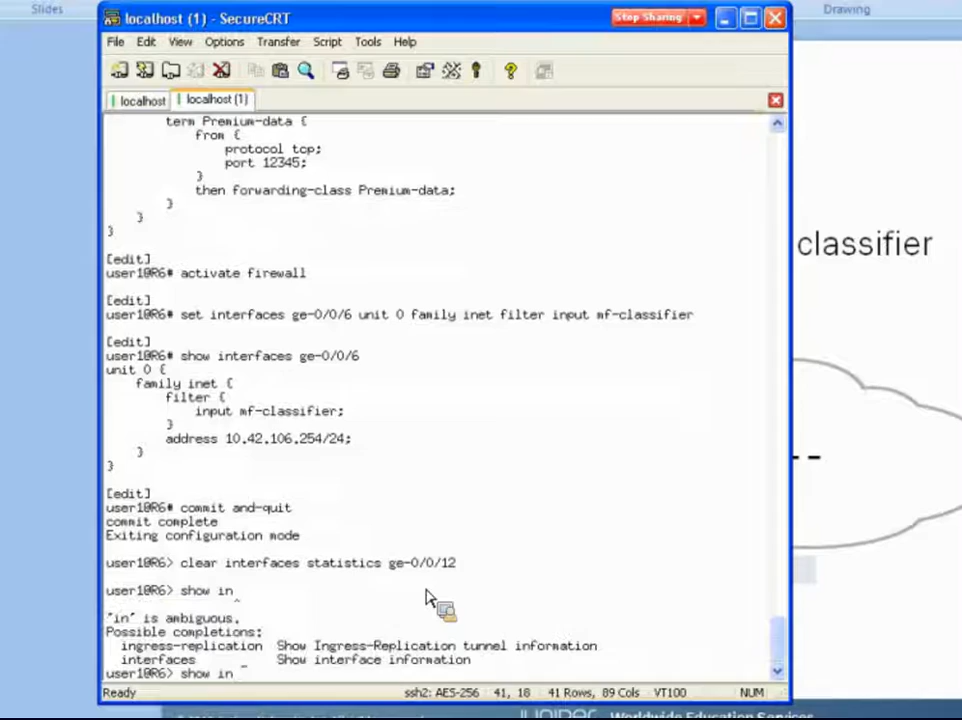 Slides
Drawing
localhost (1) - SecureCRT
Stop Sharing
File Edit View Options Transfer Script Tools Help
localhost
localhost (1)
term Premium-data {
from {
protocol tcp;
port 12345;
}
then forwarding-class Premium-data;
}
}
}
[edit]
user1@R6# activate firewall
[edit]
user1@R6# set interfaces ge-0/0/6 unit 0 family inet filter input mf-classifier
[edit]
user1@R6# show interfaces ge-0/0/6
unit 0 {
family inet {
filter {
input mf-classifier;
}
address 10.42.106.254/24;
}
}
[edit]
user1@R6# commit and-quit
commit complete
Exiting configuration mode
user1@R6> clear interfaces statistics ge-0/0/12
user1@R6> show in
^
'in' is ambiguous.
Possible completions:
ingress-replication Show Ingress-Replication tunnel information
interfaces Show interface information
user1@R6> show in
Ready ssh2: AES-256 41, 18 41 Rows, 89 Cols VT100 NUM
classifier
--
Worldwide Education Services